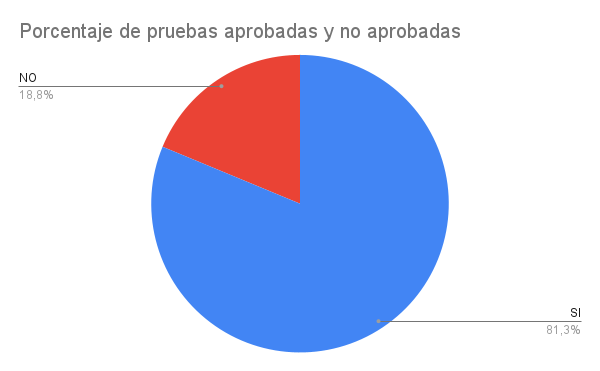 Porcentaje de pruebas aprobadas y no aprobadas
NO
18,8%
SI
81,3%